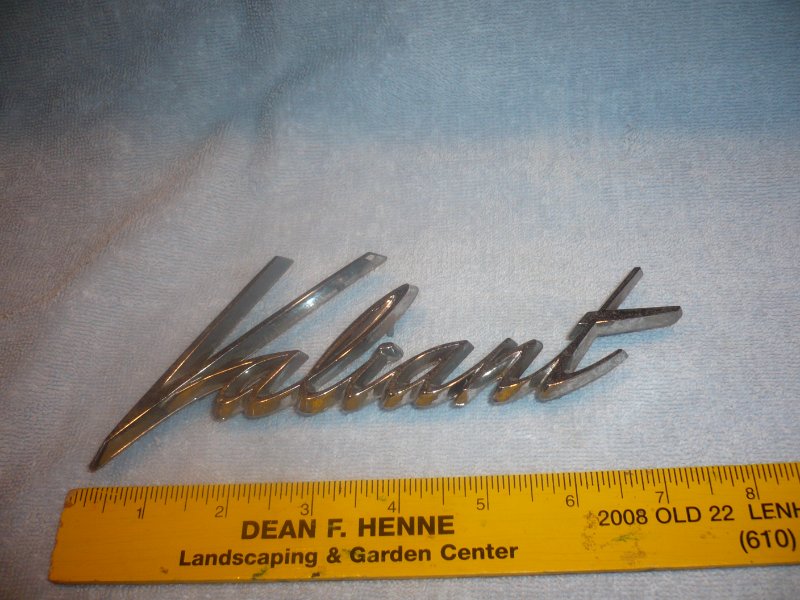 Valiant
1 2 3 4 5 6 7 8
DEAN F. HENNE 2008 OLD 22
Landscaping & Garden Center (610)